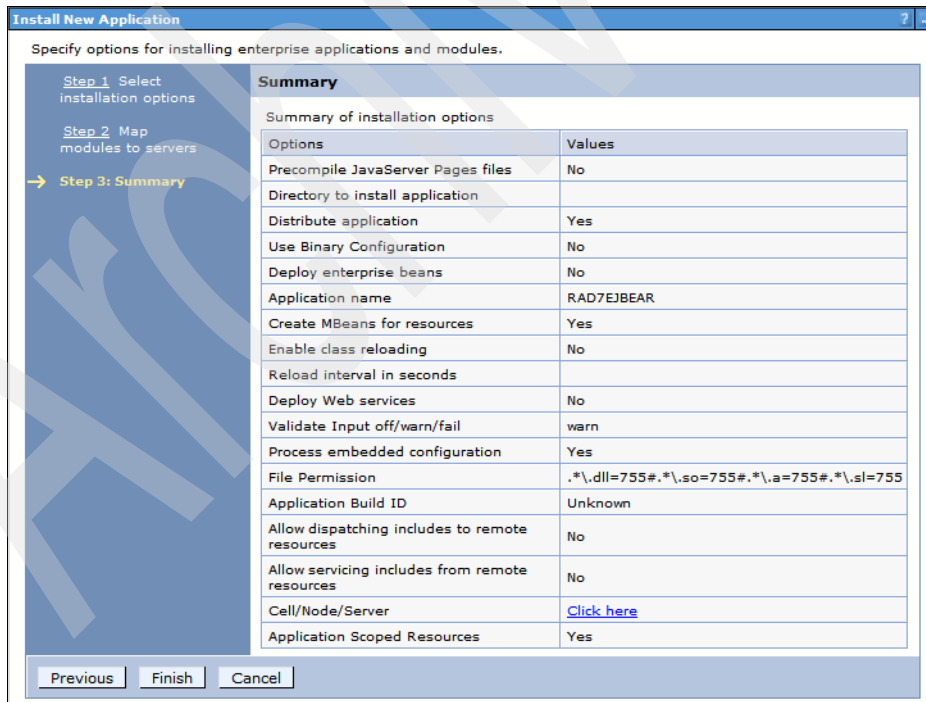 Install New Application
?
Specify options for installing enterprise applications and modules.
Step 1 Select
installation options
Step 2 Map
modules to servers
Step 3: Summary
Summary
Summary of installation options
Options Values
Precompile JavaServer Pages files No
Directory to install application
Distribute application Yes
Use Binary Configuration No
Deploy enterprise beans No
Application name RAD7EJBEAR
Create MBeans for resources Yes
Enable class reloading No
Reload interval in seconds
Deploy Web services No
Validate Input off/warn/fail warn
Process embedded configuration Yes
File Permission .*\.dll=755#.*\.so=755#.*\.a=755#.*\.sl=755
Application Build ID Unknown
Allow dispatching includes to remote
resources No
Allow servicing includes from remote
resources No
Cell/Node/Server Click here
Application Scoped Resources Yes
Previous Finish Cancel